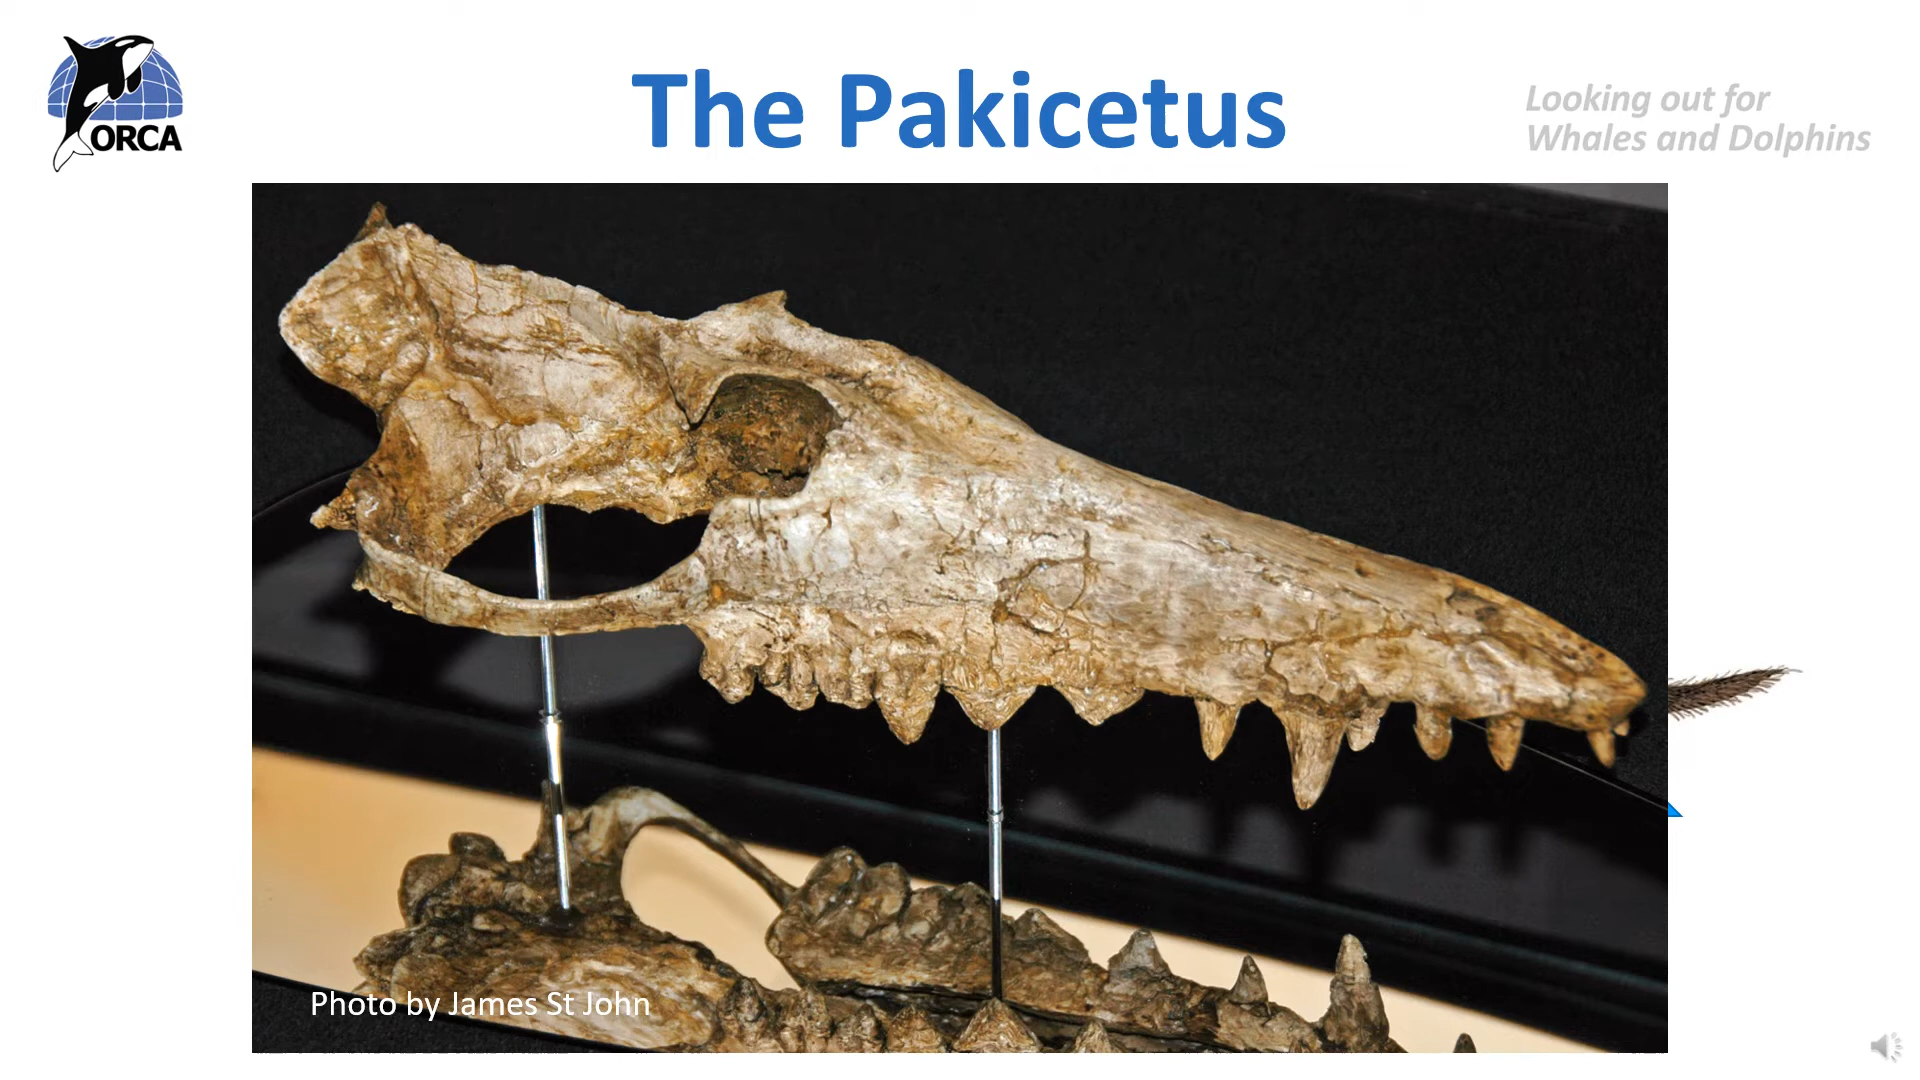 ORCA
The Pakicetus
Looking out for
Whales and Dolphins
Photo by James St John